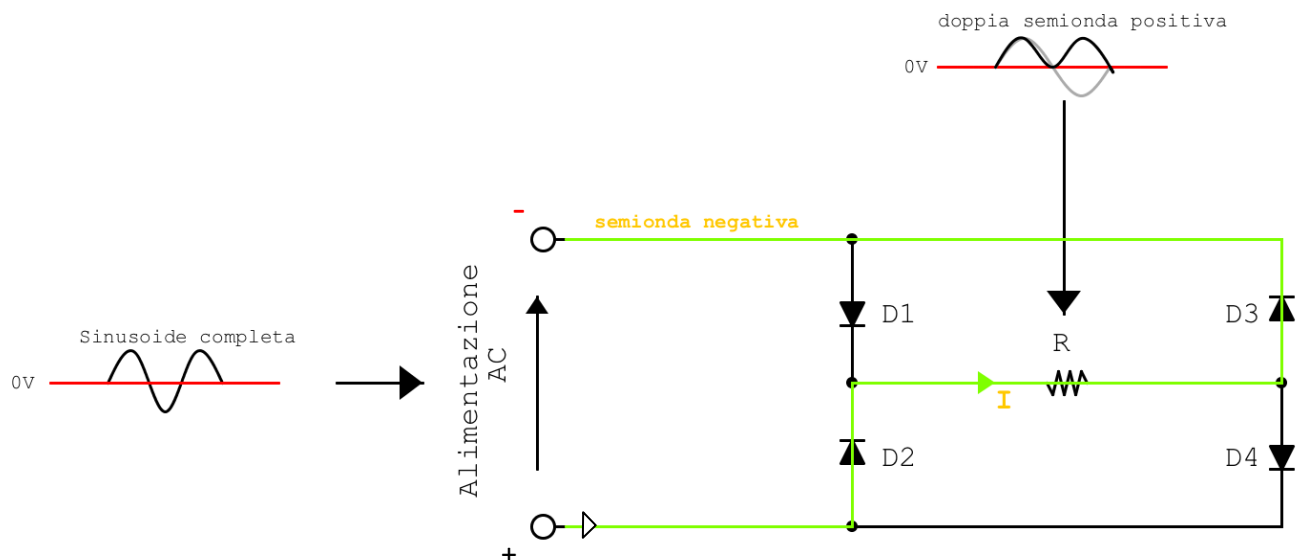 doppia semionda positiva
0V
-
semionda negativa
Alimentazione
AC
Sinusoide completa
0V
D1
D3
R
I
D2
D4
+